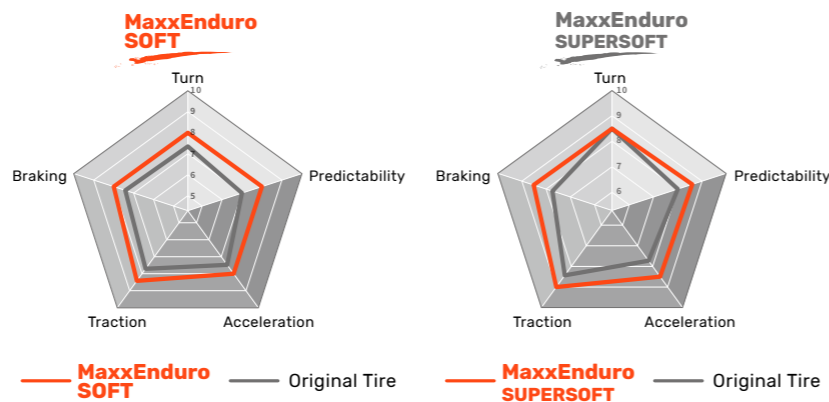 MaxxEnduro
SOFT
Turn
10
9
8
7
6
5
Braking
Predictability
Traction
Acceleration
MaxxEnduro
SOFT
Original Tire
MaxxEnduro
SUPERSOFT
Turn
10
9
8
7
6
Braking
Predictability
Traction
Acceleration
MaxxEnduro
SUPERSOFT
Original Tire